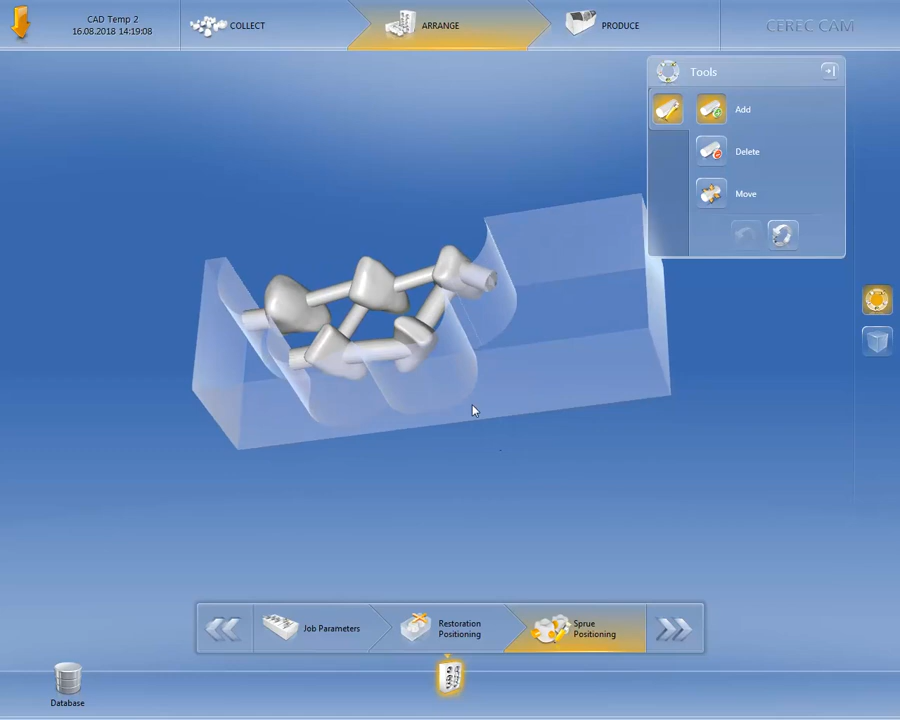 CAD Temp 2
16.08.2018 14:19:08
COLLECT
ARRANGE
PRODUCE
CEREC CAM
Tools
Add
Delete
Move
Job Parameters
Restoration
Positioning
Sprue
Positioning
Database